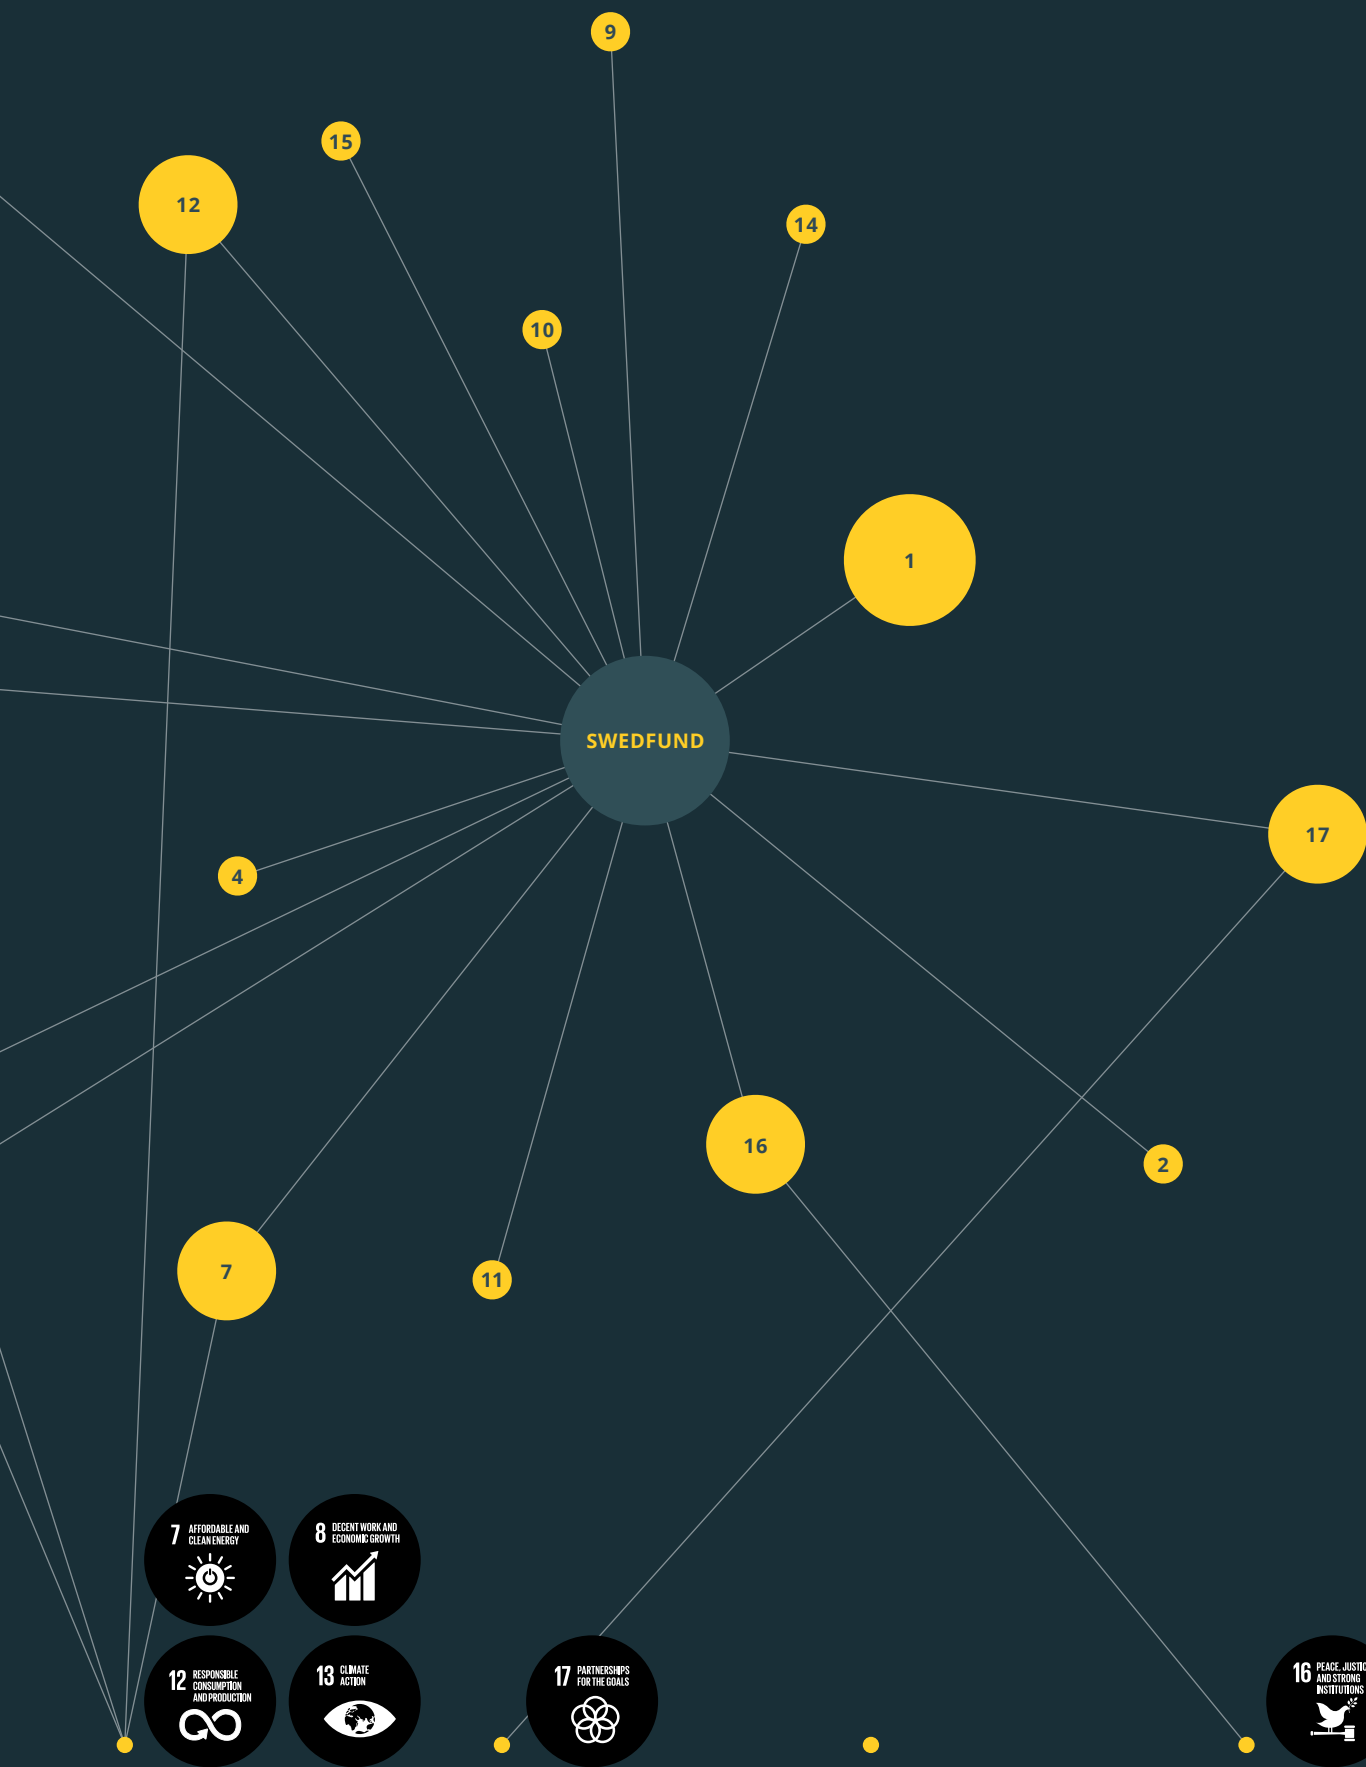 9
15
12
14
10
1
SWEDFUND
17
4
16
2
7
11
7 AFFORDABLE AND
CLEAN ENERGY
8 DECENT WORK AND
ECONOMIC GROWTH
12 RESPONSIBLE
CONSUMPTION
AND PRODUCTION
13 CLIMATE
ACTION
17 PARTNERSHIPS
FOR THE GOALS
16 PEACE, JUSTIC
AND STRONG
INSTITUTIONS